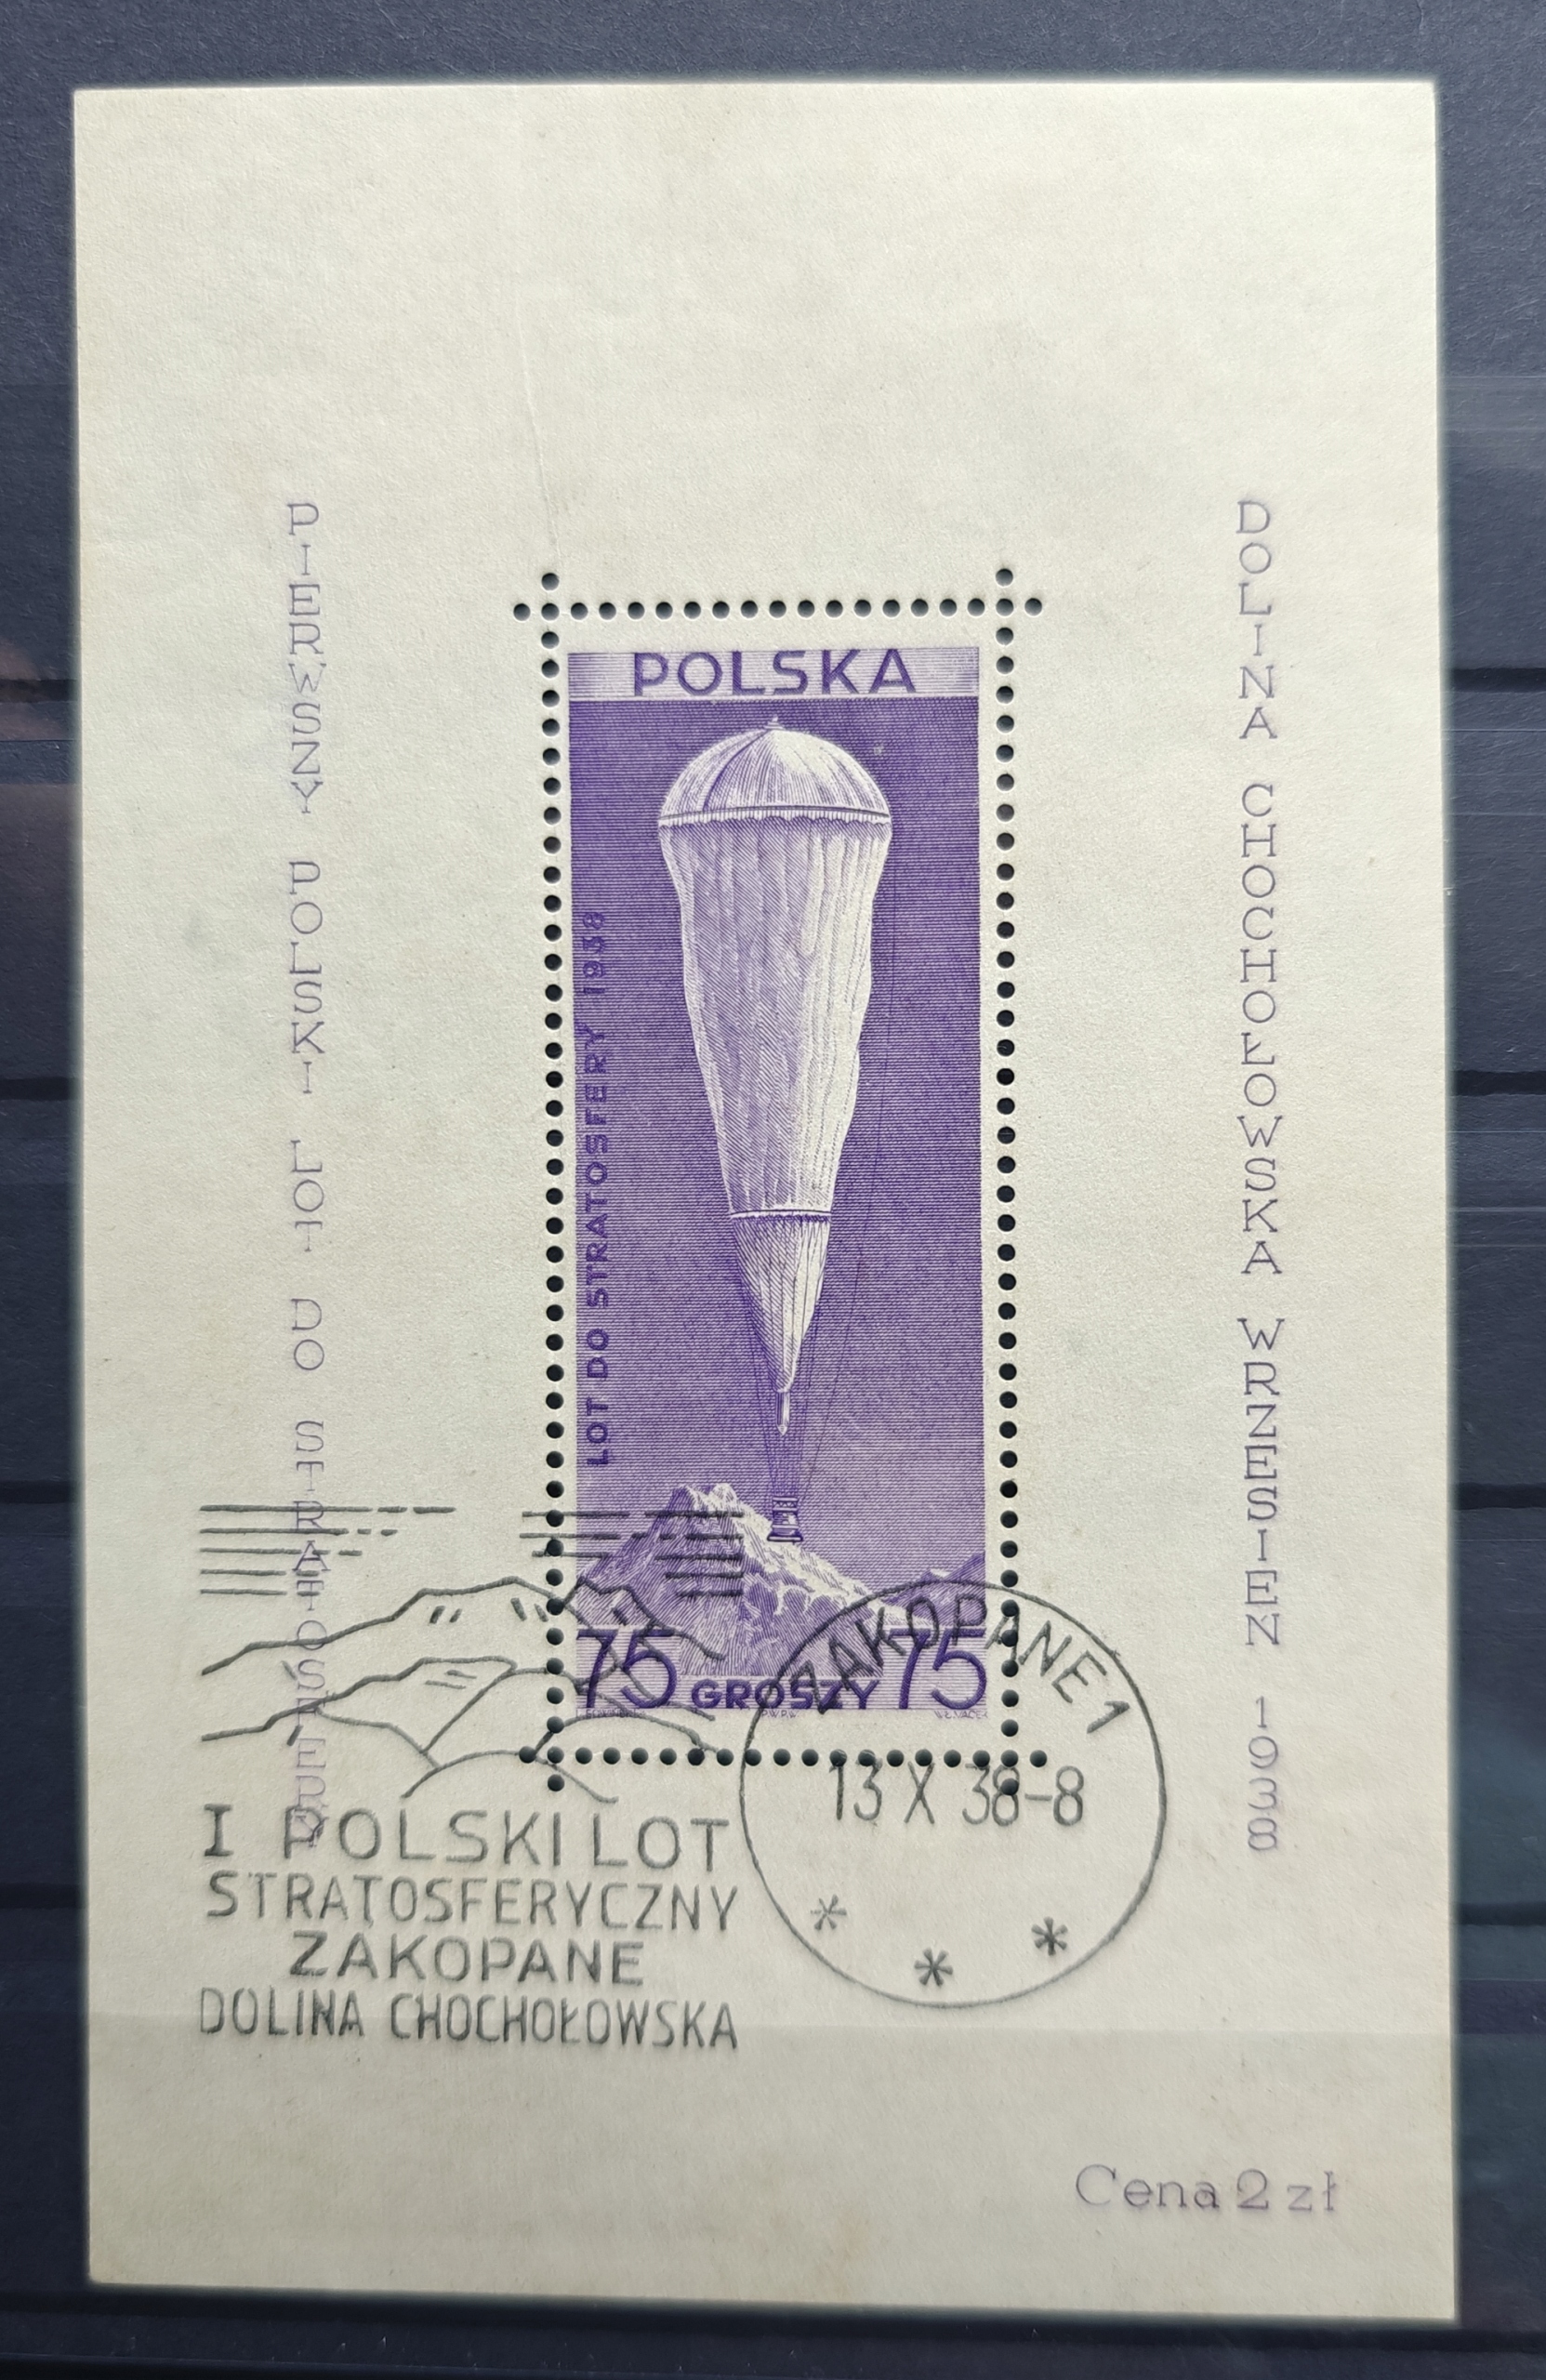 PIERWSZY POLSKI LOT DO STRATOSFERY
DOLINA CHOCHOŁOWSKA WRZESIEŃ 1938
POLSKA
LOT DO STRATOSFERY 1938
75 GROSZY 75
P.W.P.W.
ZAKOPANE 1
13 X 38-8
I POLSKI LOT
STRATOSFERYCZNY
ZAKOPANE
DOLINA CHOCHOŁOWSKA
Cena 2 zł